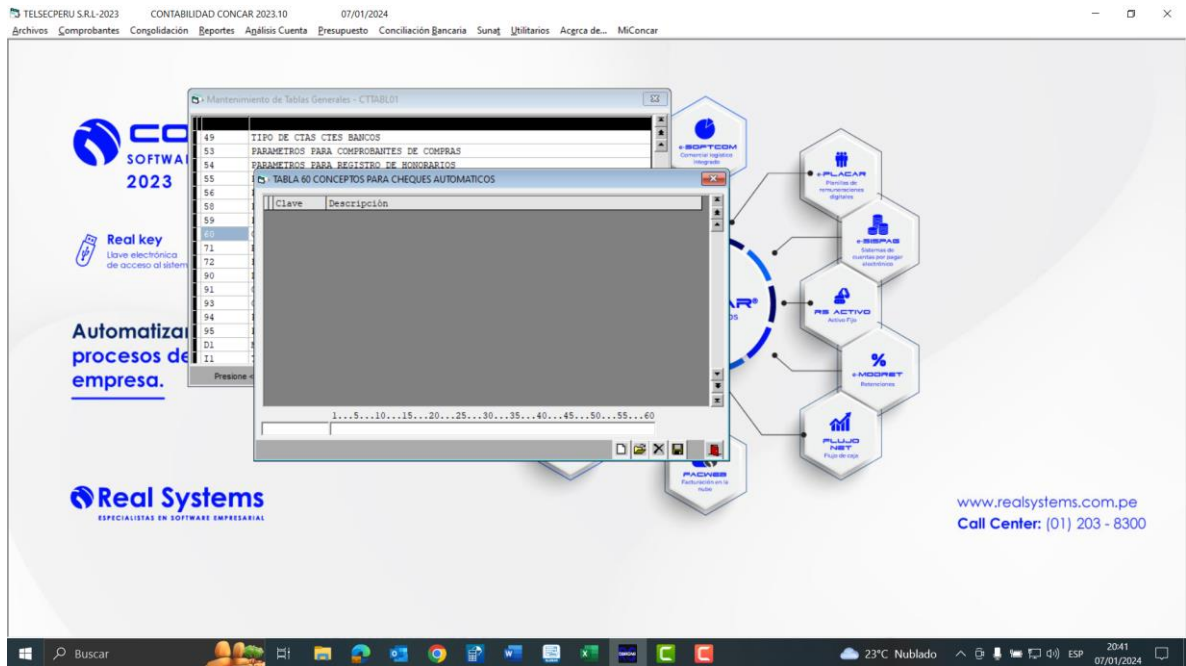 TELSECPERU S.R.L-2023 CONTABILIDAD CONCAR 2023.10 07/01/2024
Archivos Comprobantes Congolidación Reportes Análisis Cuenta Presupuesto Conciliación Bancaria Sunat Utilitarios Acerca de... MiConcar
Mantenimiento de Tablas Generales - CTTABL01
49 TIPO DE CTAS CTES BANCOS
53 PARAMETROS PARA COMPROBANTES DE COMPRAS
54 PARAMETROS PARA REGISTRO DE HONORARIOS
55
56
58
59
60
71
72
90
91
93
94
95
D1
I1
Presione <
TABLA 60 CONCEPTOS PARA CHEQUES AUTOMATICOS
Clave Descripción
1...5...10...15...20...25...30...35...40...45...50...55...60
CO
SOFTWA
2023
Real key
Llave electrónica
de acceso al sistem
Automatiza
procesos de
empresa.
Real Systems
ESPECIALISTAS EN SOFTWARE EMPRESARIAL
e-SOFTCOM
Comercial logístico
integrado
e-PLACAR
Planillas de
remuneraciones
digitales
e-SISPAG
Sistemas de
cuentas por pagar
electrónico
AR®
OS
RS ACTIVO
Activo Fijo
e-MODRET
Retenciones
FLUJO
NET
Flujo de caja
FACWEB
Facturación en la
nube
www.realsystems.com.pe
Call Center: (01) 203 - 8300
Buscar
23°C Nublado
ESP
20:41
07/01/2024